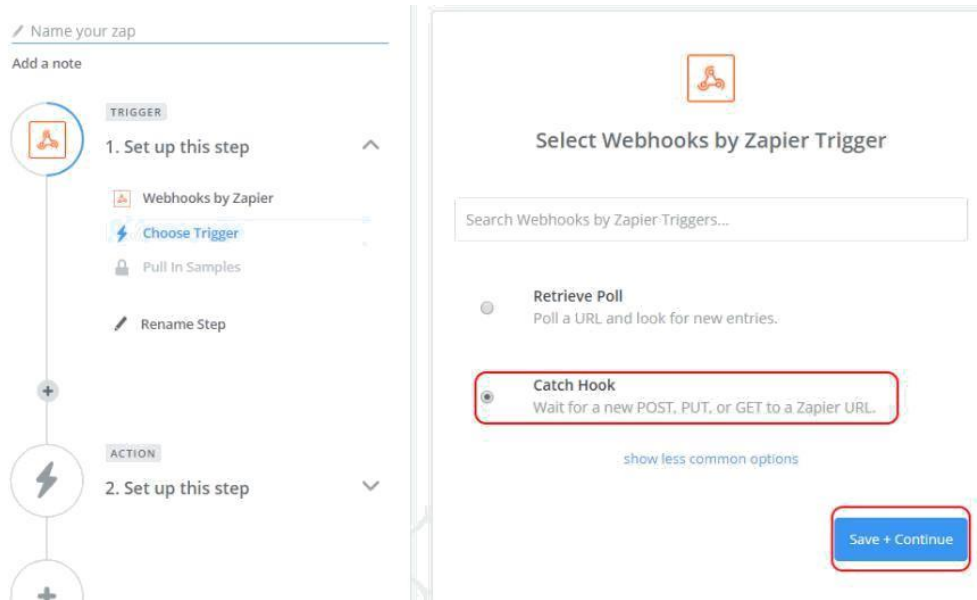 Name your zap
Add a note
TRIGGER
1. Set up this step
Webhooks by Zapier
Choose Trigger
Pull In Samples
Rename Step
ACTION
2. Set up this step
Select Webhooks by Zapier Trigger
Search Webhooks by Zapier Triggers...
Retrieve Poll
Poll a URL and look for new entries.
Catch Hook
Wait for a new POST, PUT, or GET to a Zapier URL.
show less common options
Save + Continue